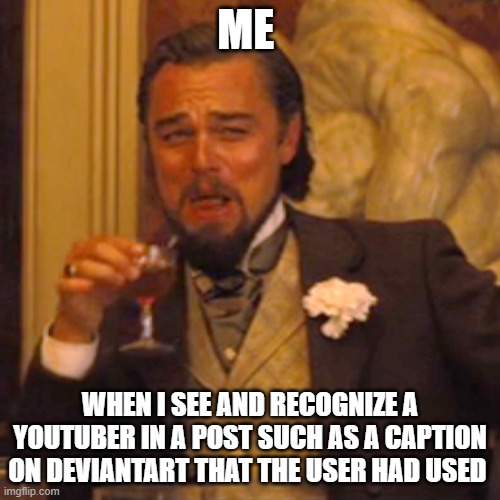 ME
WHEN I SEE AND RECOGNIZE A
YOUTUBER IN A POST SUCH AS A CAPTION
ON DEVIANTART THAT THE USER HAD USED
imgflip.com